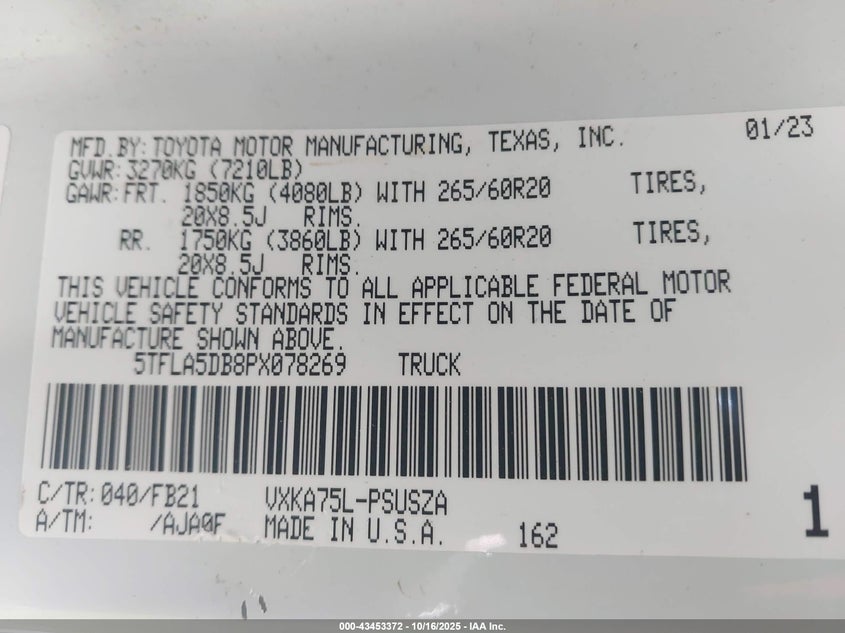 MFD.BY:TOYOTA MOTOR MANUFACTURING, TEXAS, INC. 01/23
GVWR:3270KG (7210LB)
GAWR:FRT. 1850KG (4080LB) WITH 265/60R20 TIRES,
20X8.5J RIMS.
RR. 1750KG (3860LB) WITH 265/60R20 TIRES,
20X8.5J RIMS.
THIS VEHICLE CONFORMS TO ALL APPLICABLE FEDERAL MOTOR
VEHICLE SAFETY STANDARDS IN EFFECT ON THE DATE OF
MANUFACTURE SHOWN ABOVE.
5TFLA5DB8PX078269 TRUCK
C/TR:040/FB21 VXKA75L-PSUSZA
A/TM: /AJA0F MADE IN U.S.A. 162 1
000-43453372 - 10/16/2025 - IAA Inc.